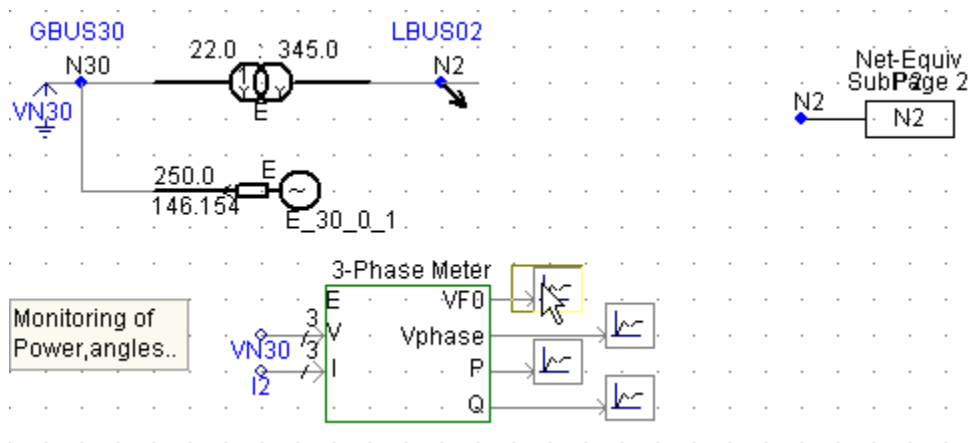 GBUS30
LBUS02
22.0 : 345.0
N30
N2
Net-Equiv
SubPage 2
P2
N2
N2
VN30
E
250.0
E
146.154
~
E_30_0_1
3-Phase Meter
E
VF0
Monitoring of
Power,angles..
3
V
Vphase
VN30
3
I
P
I2
Q